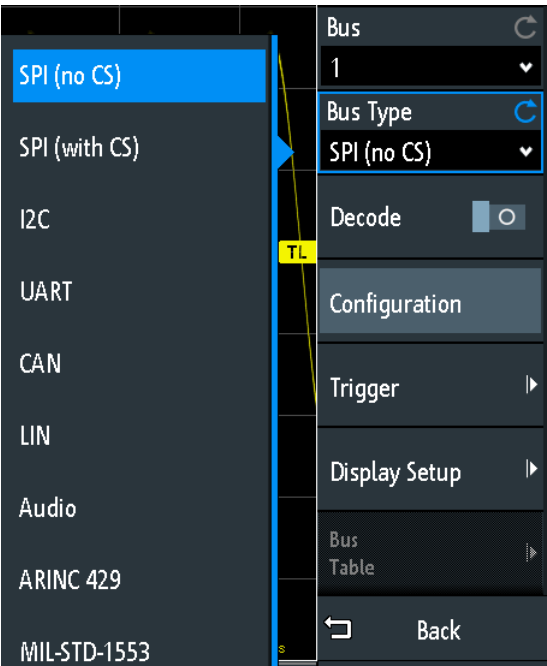 SPI (no CS)
SPI (with CS)
I2C
UART
CAN
LIN
Audio
ARINC 429
MIL-STD-1553
TL
s
Bus
1
Bus Type
SPI (no CS)
Decode
Configuration
Trigger
Display Setup
Bus
Table
Back